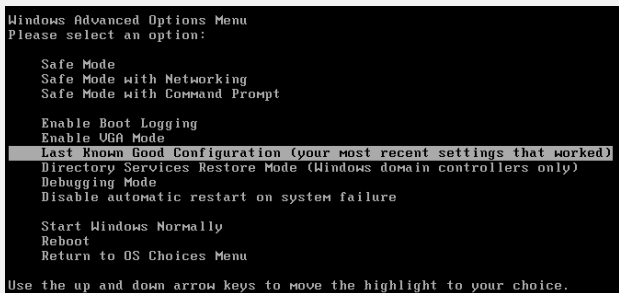 Windows Advanced Options Menu
Please select an option:
Safe Mode
Safe Mode with Networking
Safe Mode with Command Prompt
Enable Boot Logging
Enable VGA Mode
Last Known Good Configuration (your most recent settings that worked)
Directory Services Restore Mode (Windows domain controllers only)
Debugging Mode
Disable automatic restart on system failure
Start Windows Normally
Reboot
Return to OS Choices Menu
Use the up and down arrow keys to move the highlight to your choice.